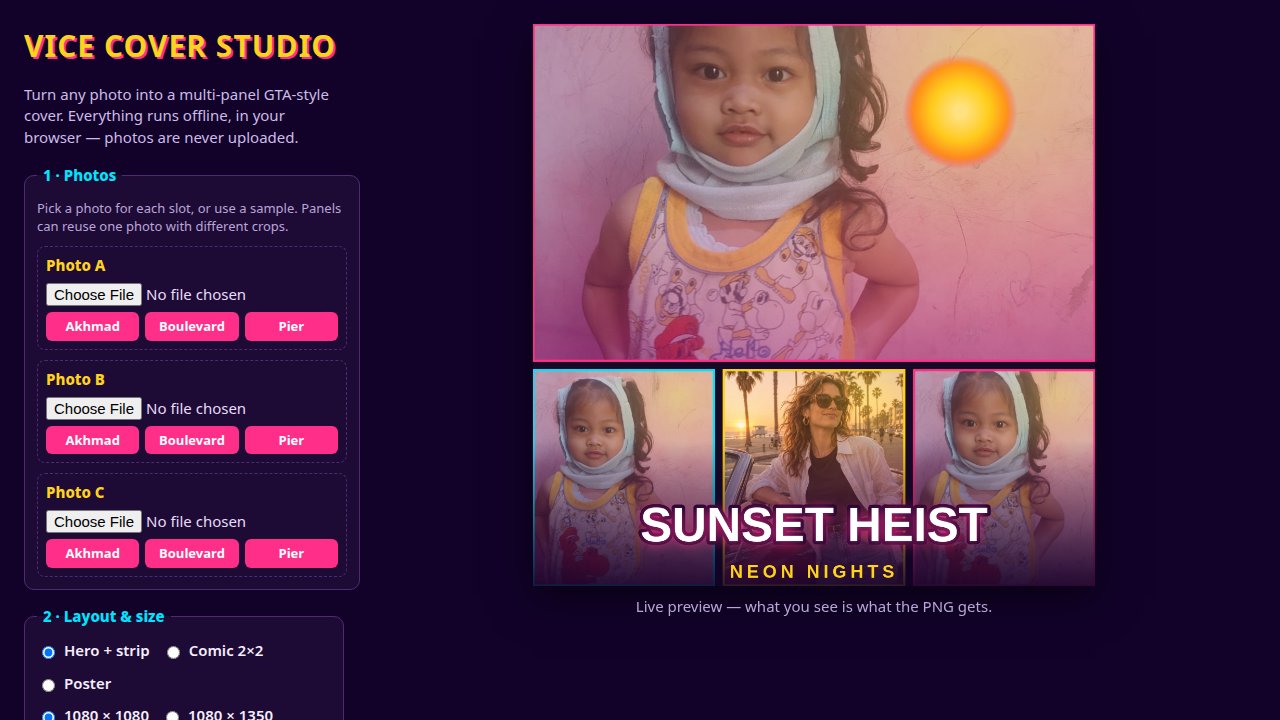 VICE COVER STUDIO
Turn any photo into a multi-panel GTA-style
cover. Everything runs offline, in your
browser — photos are never uploaded.
1 · Photos
Pick a photo for each slot, or use a sample. Panels
can reuse one photo with different crops.
Photo A
Choose File No file chosen
Akhmad Boulevard Pier
Photo B
Choose File No file chosen
Akhmad Boulevard Pier
Photo C
Choose File No file chosen
Akhmad Boulevard Pier
2 · Layout & size
Hero + strip Comic 2×2
Poster
1080 × 1080 1080 × 1350
Hello
SUNSET HEIST
NEON NIGHTS
Live preview — what you see is what the PNG gets.